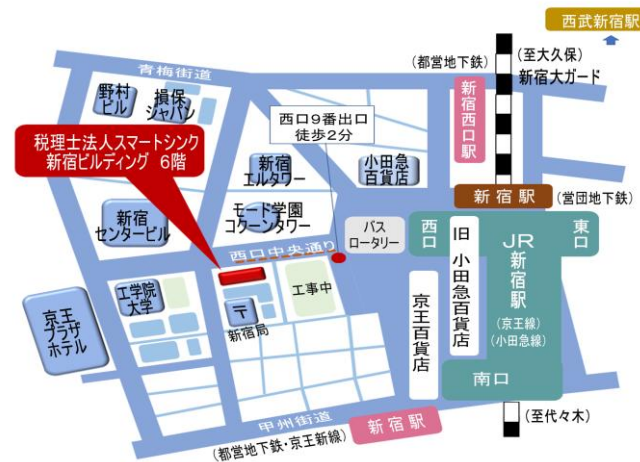 西武新宿駅
(至大久保)
新宿大ガード
(都営地下鉄)
新宿西口駅
青梅街道
野村
ビル
損保
ジャパン
西口9番出口
徒歩2分
税理士法人スマートシンク
新宿ビルディング 6階
新宿
エルタワー
小田急
百貨店
新宿駅
(営団地下鉄)
新宿
センタービル
モード学園
コクーンタワー
バス
ロータリー
西口
旧 小田急百貨店
東口
JR
新宿駅
(京王線)
(小田急線)
西口中央通り
工学院
大学
工事中
〒
新宿局
京王
プラザ
ホテル
京王百貨店
南口
甲州街道
新宿駅
(都営地下鉄・京王新線)
(至代々木)